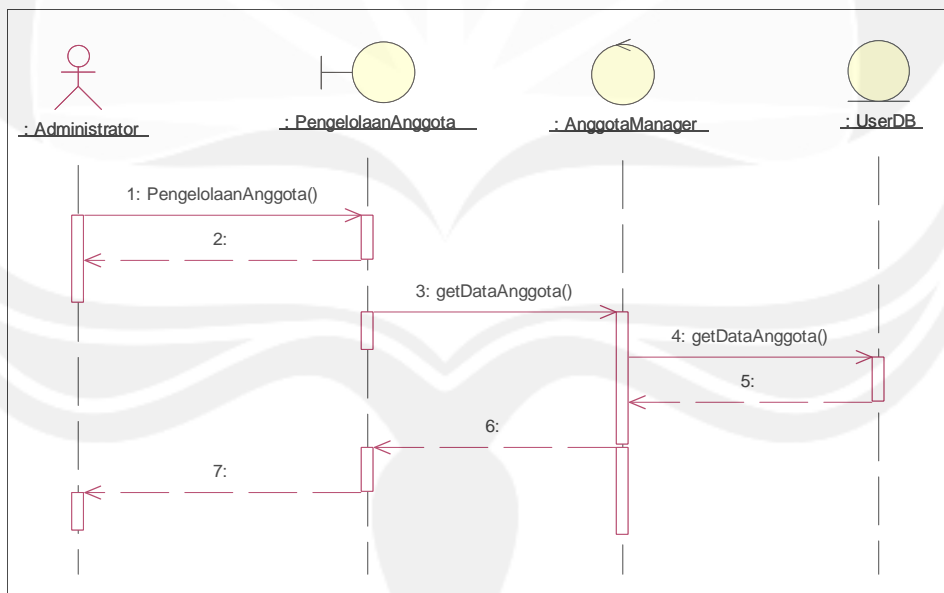 : Administrator
: PengelolaanAnggota
: AnggotaManager
: UserDB
1: PengelolaanAnggota()
2:
3: getDataAnggota()
4: getDataAnggota()
5:
6:
7: